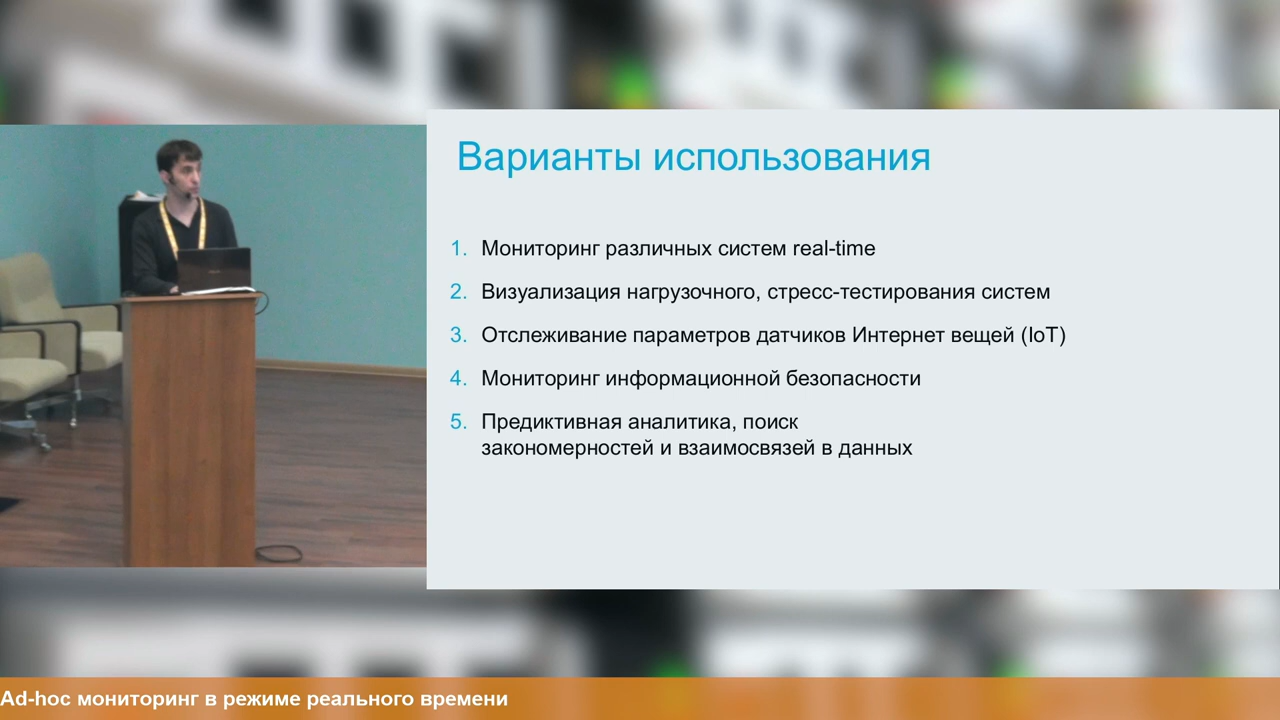 Варианты использования
1. Мониторинг различных систем real-time
2. Визуализация нагрузочного, стресс-тестирования систем
3. Отслеживание параметров датчиков Интернет вещей (IoT)
4. Мониторинг информационной безопасности
5. Предиктивная аналитика, поиск
закономерностей и взаимосвязей в данных
Ad-hoc мониторинг в режиме реального времени